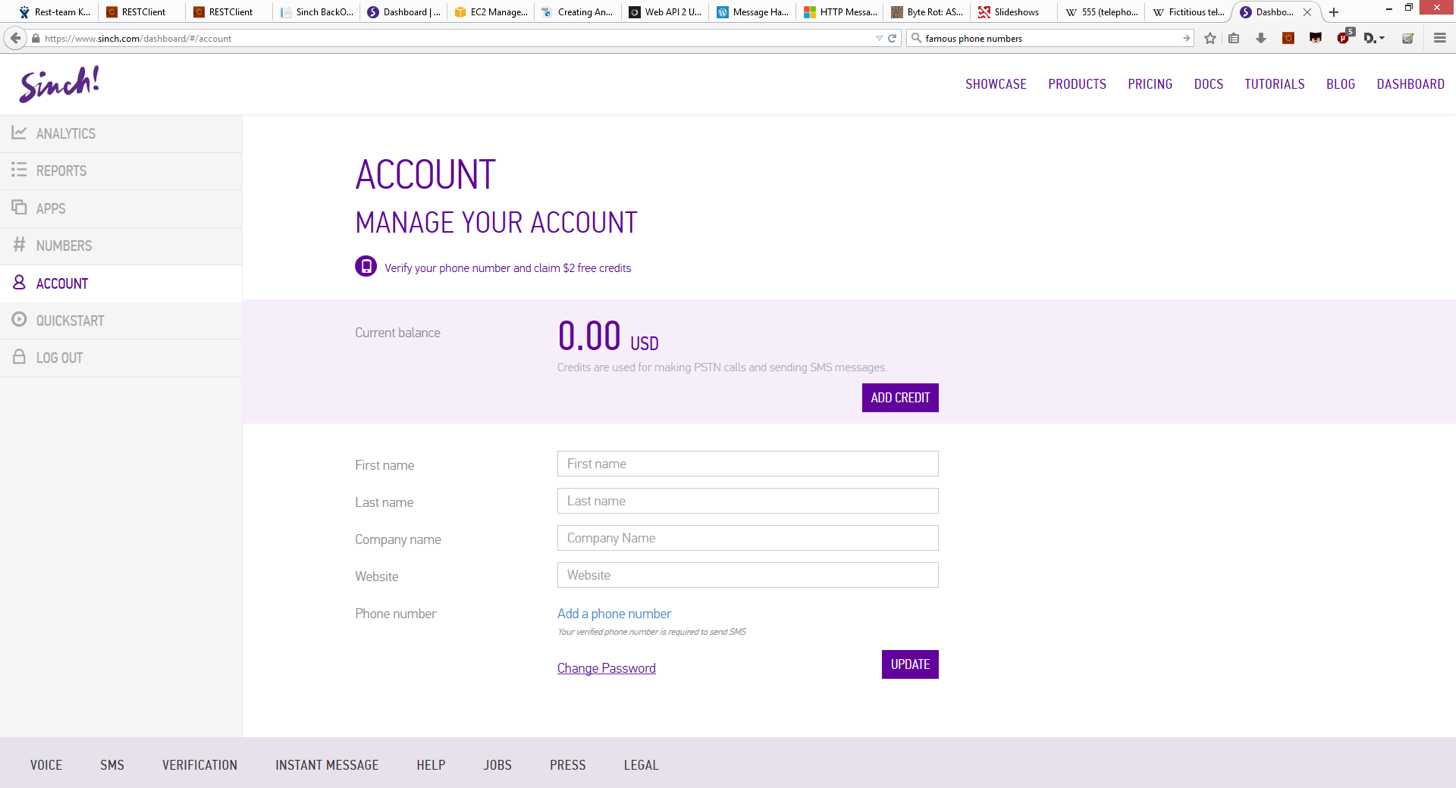 Rest-team K...
RESTClient
RESTClient
Sinch BackO...
Dashboard | ...
EC2 Manage...
Creating An...
Web API 2 U...
Message Ha...
HTTP Messa...
Byte Rot: AS...
Slideshows
555 (telepho...
Fictitious tel...
Dashbo...
https://www.sinch.com/dashboard/#/account
famous phone numbers
5
D.
Sinch!
SHOWCASE
PRODUCTS
PRICING
DOCS
TUTORIALS
BLOG
DASHBOARD
ANALYTICS
REPORTS
APPS
NUMBERS
ACCOUNT
QUICKSTART
LOG OUT
ACCOUNT
MANAGE YOUR ACCOUNT
Verify your phone number and claim $2 free credits
Current balance
0.00 USD
Credits are used for making PSTN calls and sending SMS messages.
ADD CREDIT
First name
First name
Last name
Last name
Company name
Company Name
Website
Website
Phone number
Add a phone number
Your verified phone number is required to send SMS
Change Password
UPDATE
VOICE
SMS
VERIFICATION
INSTANT MESSAGE
HELP
JOBS
PRESS
LEGAL